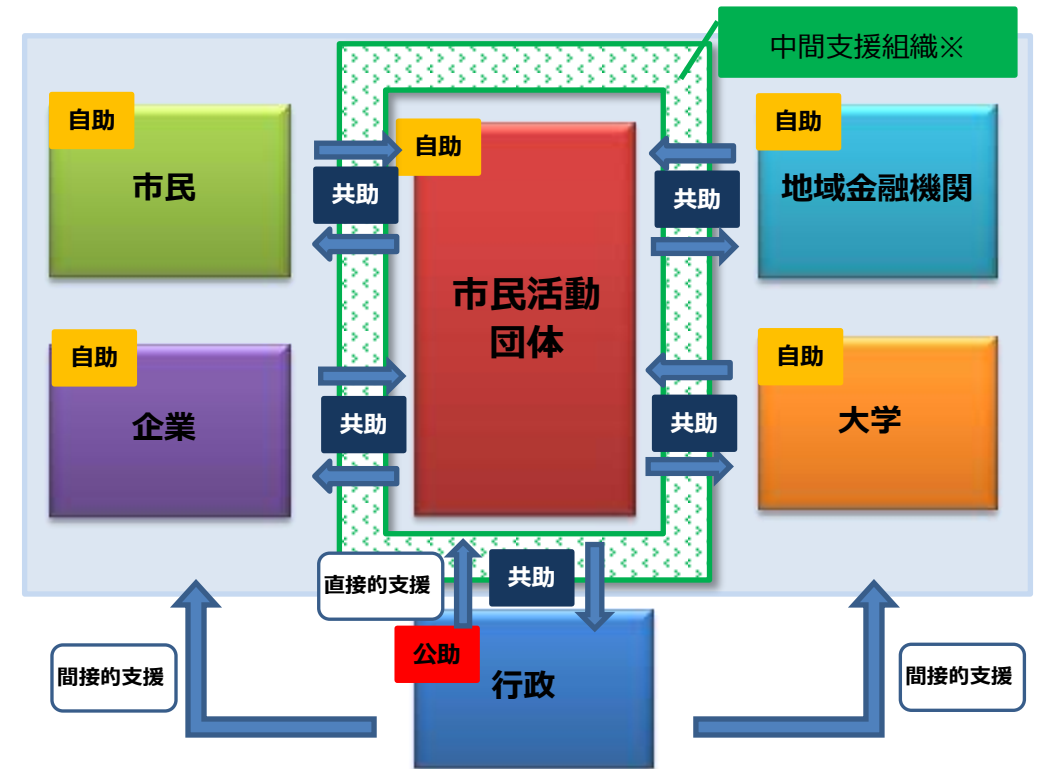 中間支援組織※
自助
市民
共助
自助
市民活動
団体
自助
地域金融機関
共助
自助
企業
共助
自助
大学
共助
直接的支援
共助
公助
行政
間接的支援
間接的支援